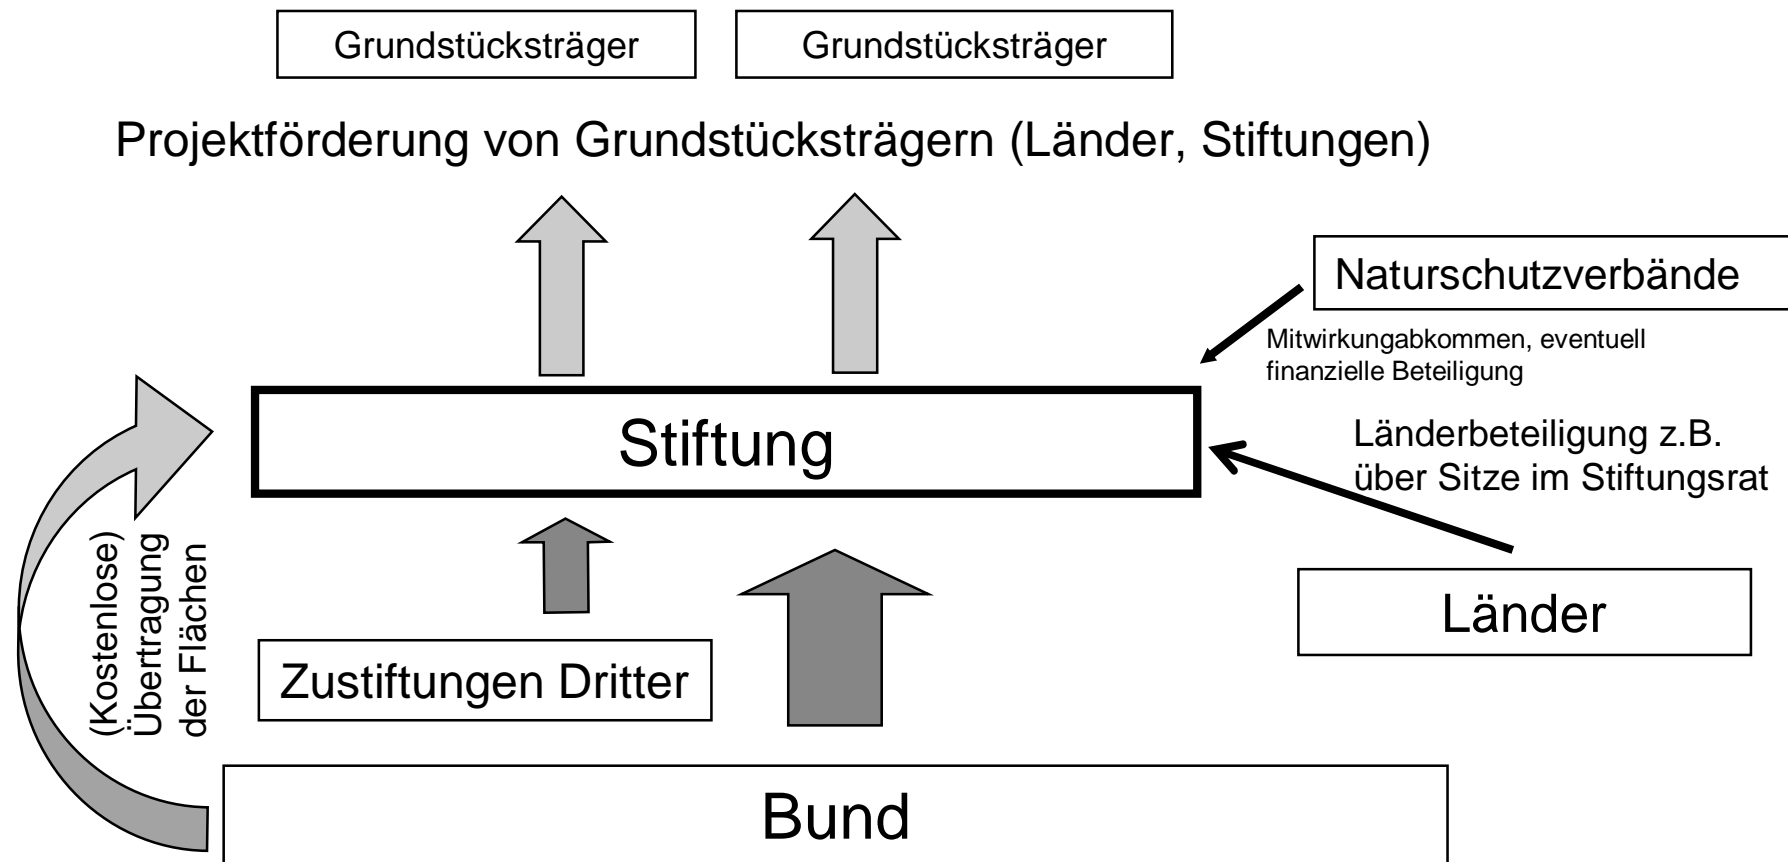 Grundstücksträger
Grundstücksträger
Projektförderung von Grundstücksträgern (Länder, Stiftungen)
Naturschutzverbände
Mitwirkungabkommen, eventuell
finanzielle Beteiligung
Stiftung
Länderbeteiligung z.B.
über Sitze im Stiftungsrat
(Kostenlose)
Übertragung
der Flächen
Länder
Zustiftungen Dritter
Bund